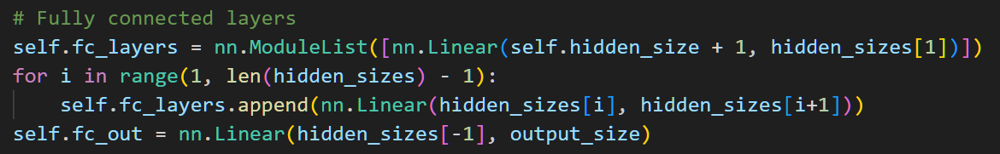 # Fully connected layers
self.fc_layers = nn.ModuleList([nn.Linear(self.hidden_size + 1, hidden_sizes[1])])
for i in range(1, len(hidden_sizes) - 1):
    self.fc_layers.append(nn.Linear(hidden_sizes[i], hidden_sizes[i+1]))
self.fc_out = nn.Linear(hidden_sizes[-1], output_size)